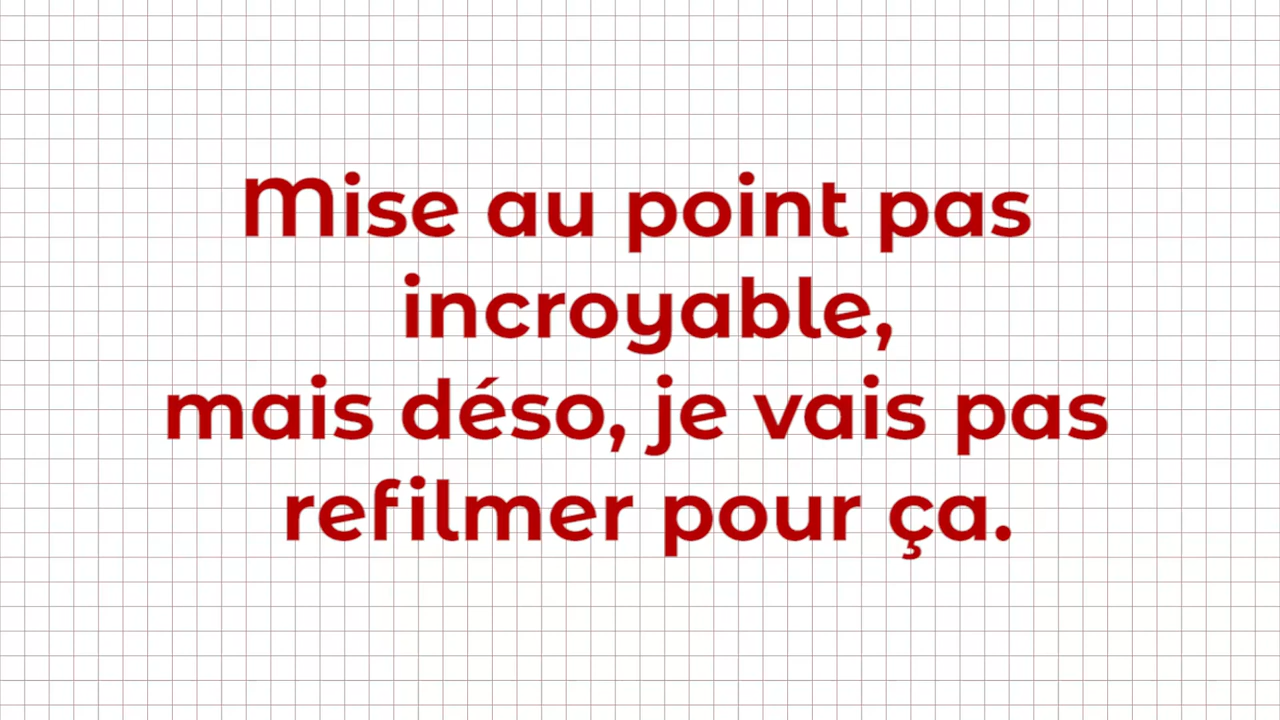 Mise au point pas
incroyable,
mais déso, je vais pas
refilmer pour ça.